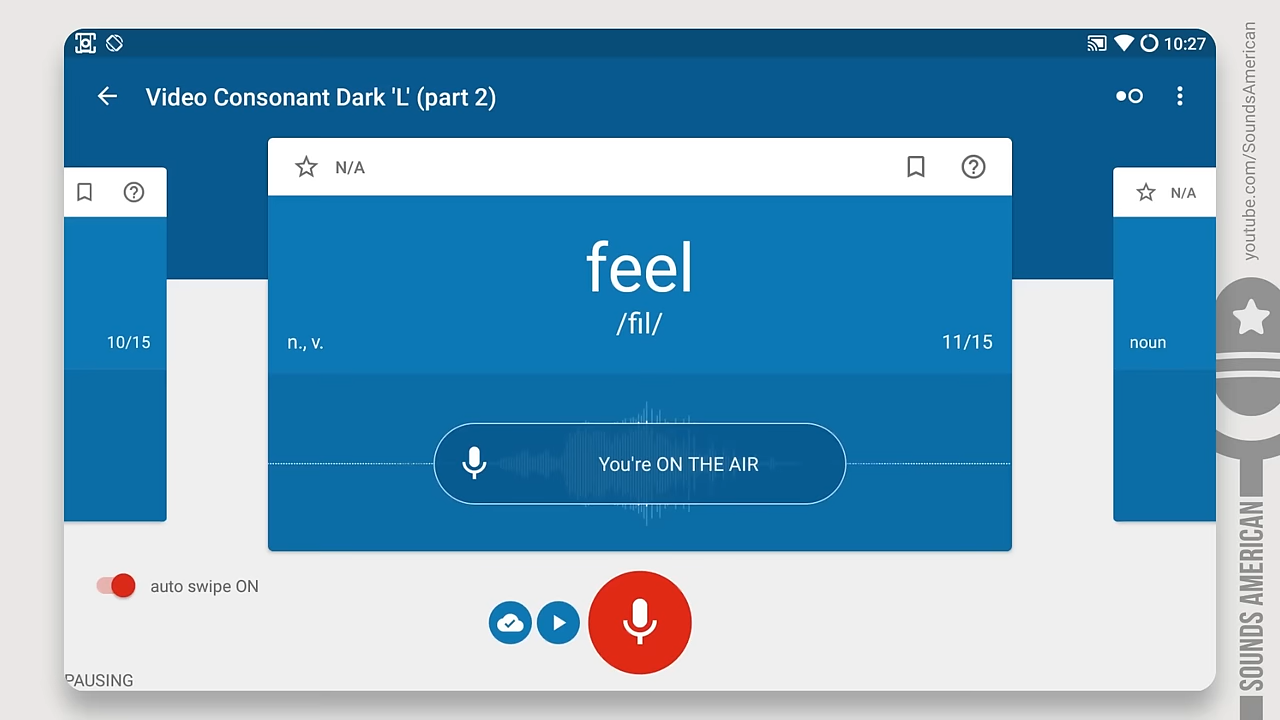 10:27
Video Consonant Dark 'L' (part 2)
N/A
N/A
feel
/fil/
10/15
n., v.
11/15
noun
You're ON THE AIR
auto swipe ON
PAUSING
youtube.com/SoundsAmerican
SOUNDS AMERICAN